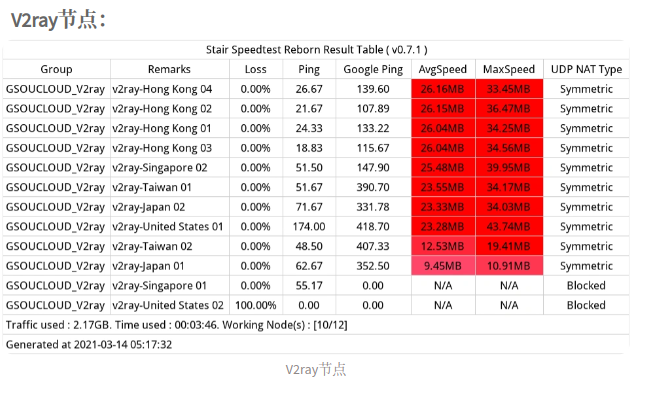 V2ray节点：
Stair Speedtest Reborn Result Table ( v0.7.1 )
Group Remarks Loss Ping Google Ping AvgSpeed MaxSpeed UDP NAT Type
GSOUCLOUD_V2ray v2ray-Hong Kong 04 0.00% 26.67 139.60 26.16MB 33.45MB Symmetric
GSOUCLOUD_V2ray v2ray-Hong Kong 02 0.00% 21.67 107.89 26.15MB 36.47MB Symmetric
GSOUCLOUD_V2ray v2ray-Hong Kong 01 0.00% 24.33 133.22 26.04MB 34.25MB Symmetric
GSOUCLOUD_V2ray v2ray-Hong Kong 03 0.00% 18.83 115.67 26.04MB 34.56MB Symmetric
GSOUCLOUD_V2ray v2ray-Singapore 02 0.00% 51.50 147.90 25.48MB 39.95MB Symmetric
GSOUCLOUD_V2ray v2ray-Taiwan 01 0.00% 51.67 390.70 23.55MB 34.17MB Symmetric
GSOUCLOUD_V2ray v2ray-Japan 02 0.00% 71.67 331.78 23.33MB 34.03MB Symmetric
GSOUCLOUD_V2ray v2ray-United States 01 0.00% 174.00 418.70 23.28MB 43.74MB Symmetric
GSOUCLOUD_V2ray v2ray-Taiwan 02 0.00% 48.50 407.33 12.53MB 19.41MB Symmetric
GSOUCLOUD_V2ray v2ray-Japan 01 0.00% 62.67 352.50 9.45MB 10.91MB Symmetric
GSOUCLOUD_V2ray v2ray-Singapore 01 0.00% 55.17 0.00 N/A N/A Blocked
GSOUCLOUD_V2ray v2ray-United States 02 100.00% 0.00 0.00 N/A N/A Blocked
Traffic used : 2.17GB. Time used : 00:03:46. Working Node(s) : [10/12]
Generated at 2021-03-14 05:17:32
V2ray节点